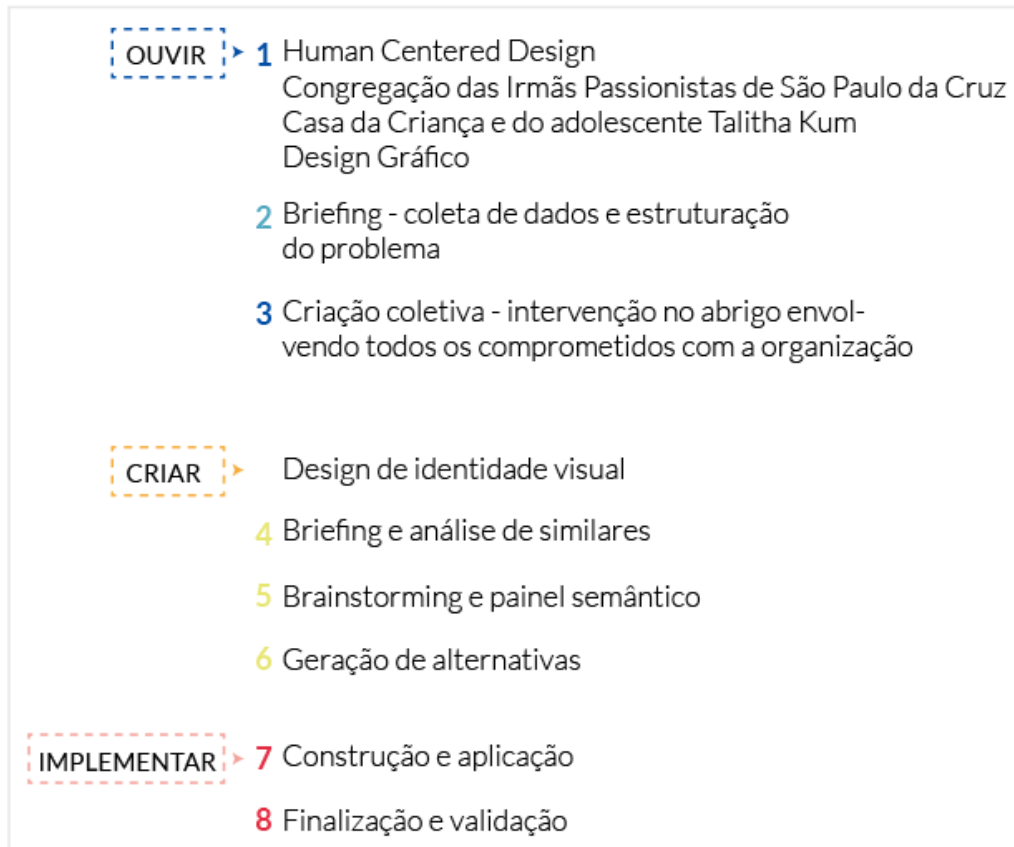 OUVIR 1 Human Centered Design
Congregação das Irmãs Passionistas de São Paulo da Cruz
Casa da Criança e do adolescente Talitha Kum
Design Gráfico
2 Briefing - coleta de dados e estruturação
do problema
3 Criação coletiva - intervenção no abrigo envol-
vendo todos os comprometidos com a organização
CRIAR Design de identidade visual
4 Briefing e análise de similares
5 Brainstorming e painel semântico
6 Geração de alternativas
IMPLEMENTAR 7 Construção e aplicação
8 Finalização e validação